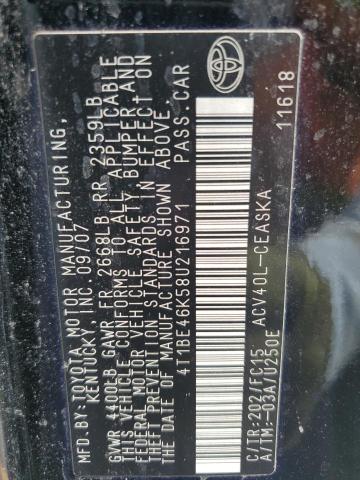 MFD. BY: TOYOTA MOTOR MANUFACTURING,
KENTUCKY, INC. 09/07
GVWR 4400LB GAWR FR 2668LB RR 2359LB
THIS VEHICLE CONFORMS TO ALL APPLICABLE
FEDERAL MOTOR VEHICLE SAFETY, BUMPER AND
THEFT PREVENTION STANDARDS IN EFFECT ON
THE DATE OF MANUFACTURE SHOWN ABOVE.
4T1BE46K58U216971 PASS.CAR
C/TR:202/FC15 ACV40L-CEASKA
A/TM:-03A/U250E 11618
TOYOTA